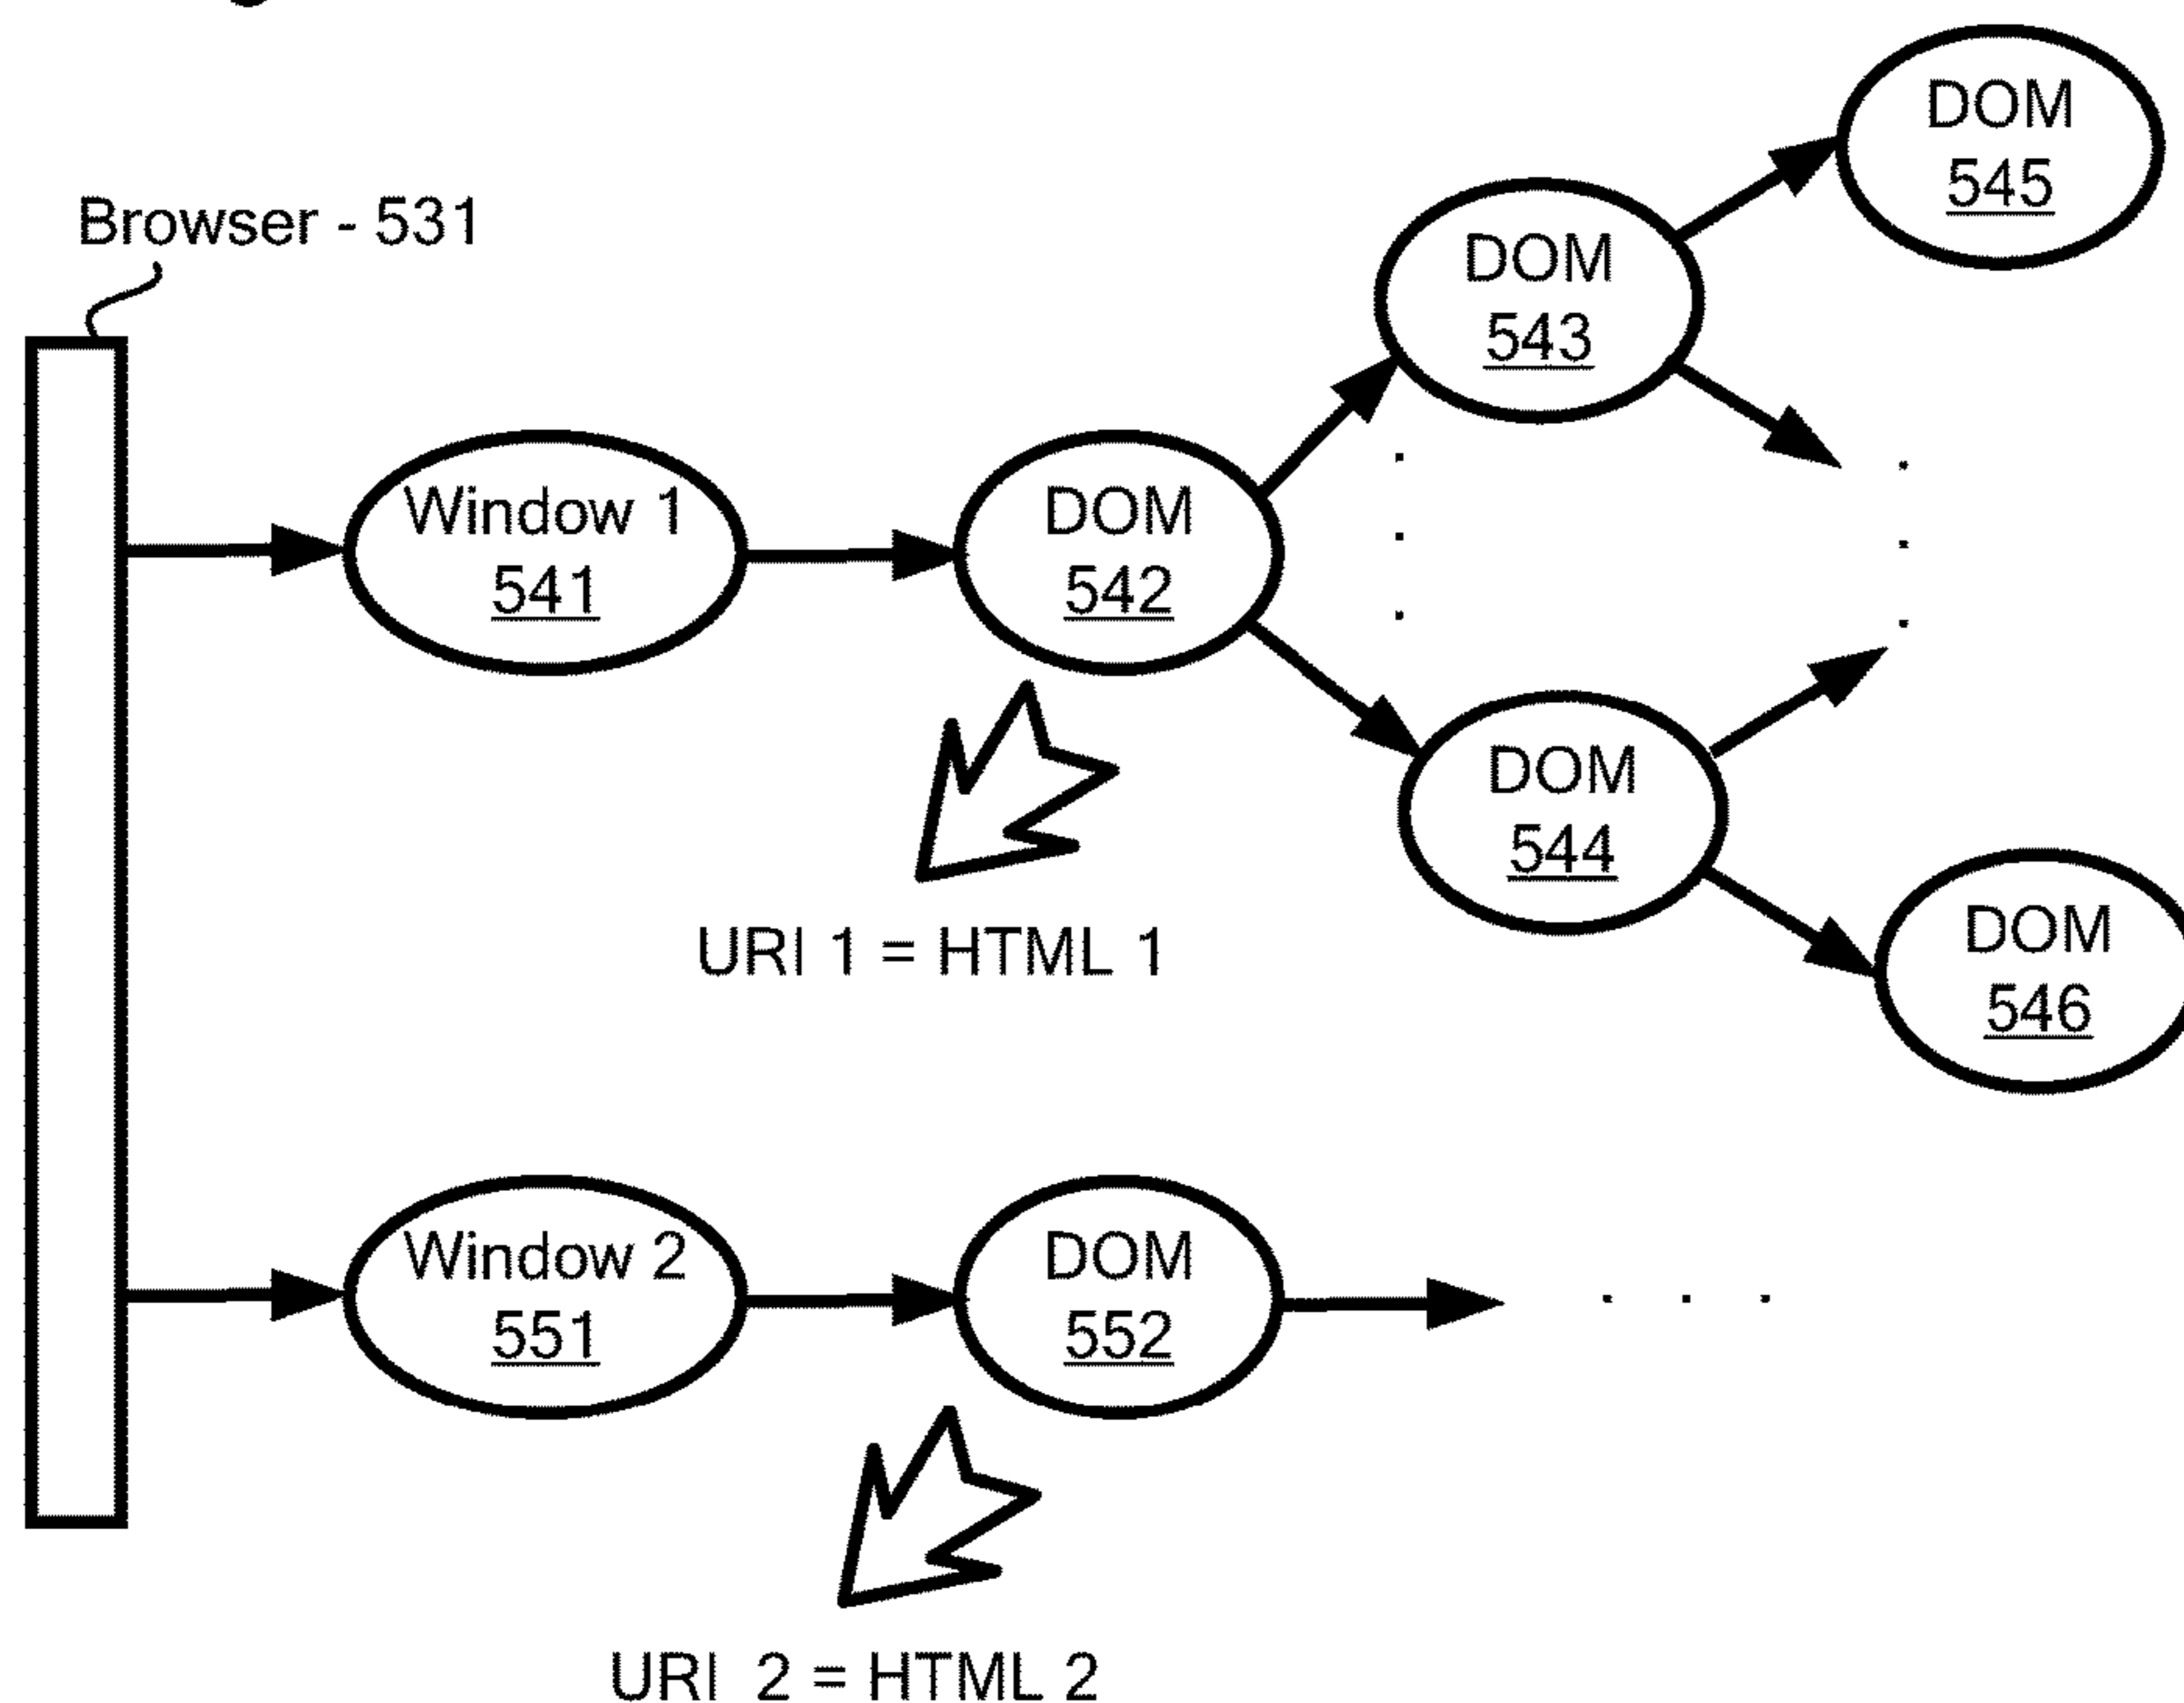 DOM
545
Browser - 531
DOM
543
Window 1
541
DOM
542
DOM
544
URI 1 = HTML 1
DOM
546
Window 2
551
DOM
552
URI  2 = HTML 2